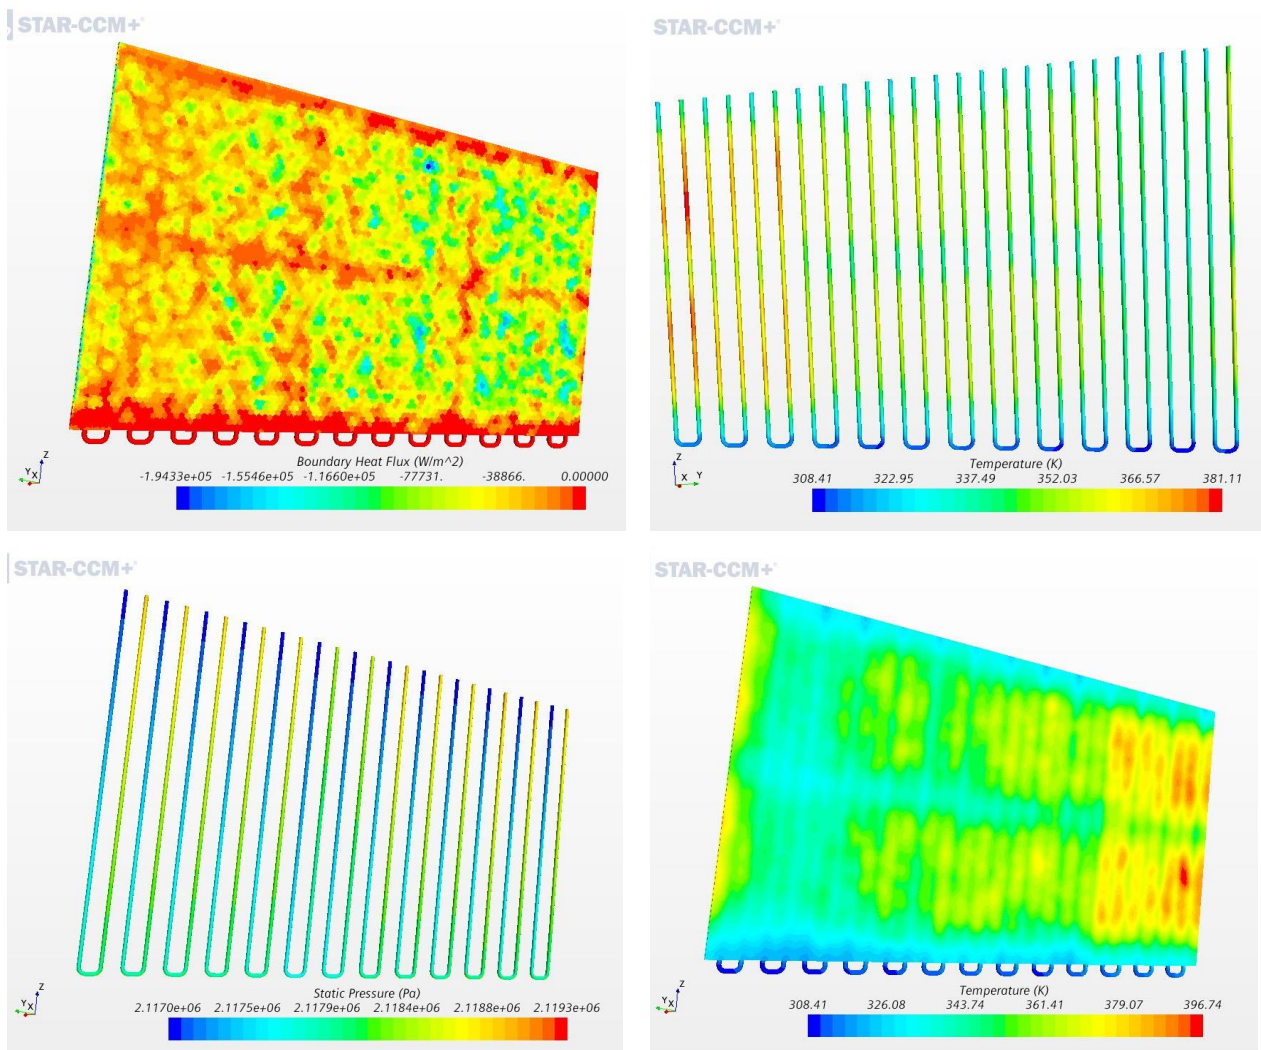 STAR-CCM+
Z
Y
X
Boundary Heat Flux (W/m^2)
-1.9433e+05 -1.5546e+05 -1.1660e+05 -77731. -38866. 0.00000
STAR-CCM+
Z
X
Y
Temperature (K)
308.41 322.95 337.49 352.03 366.57 381.11
STAR-CCM+
Z
Y
X
Static Pressure (Pa)
2.1170e+06 2.1175e+06 2.1179e+06 2.1184e+06 2.1188e+06 2.1193e+06
STAR-CCM+
Z
Y
X
Temperature (K)
308.41 326.08 343.74 361.41 379.07 396.74